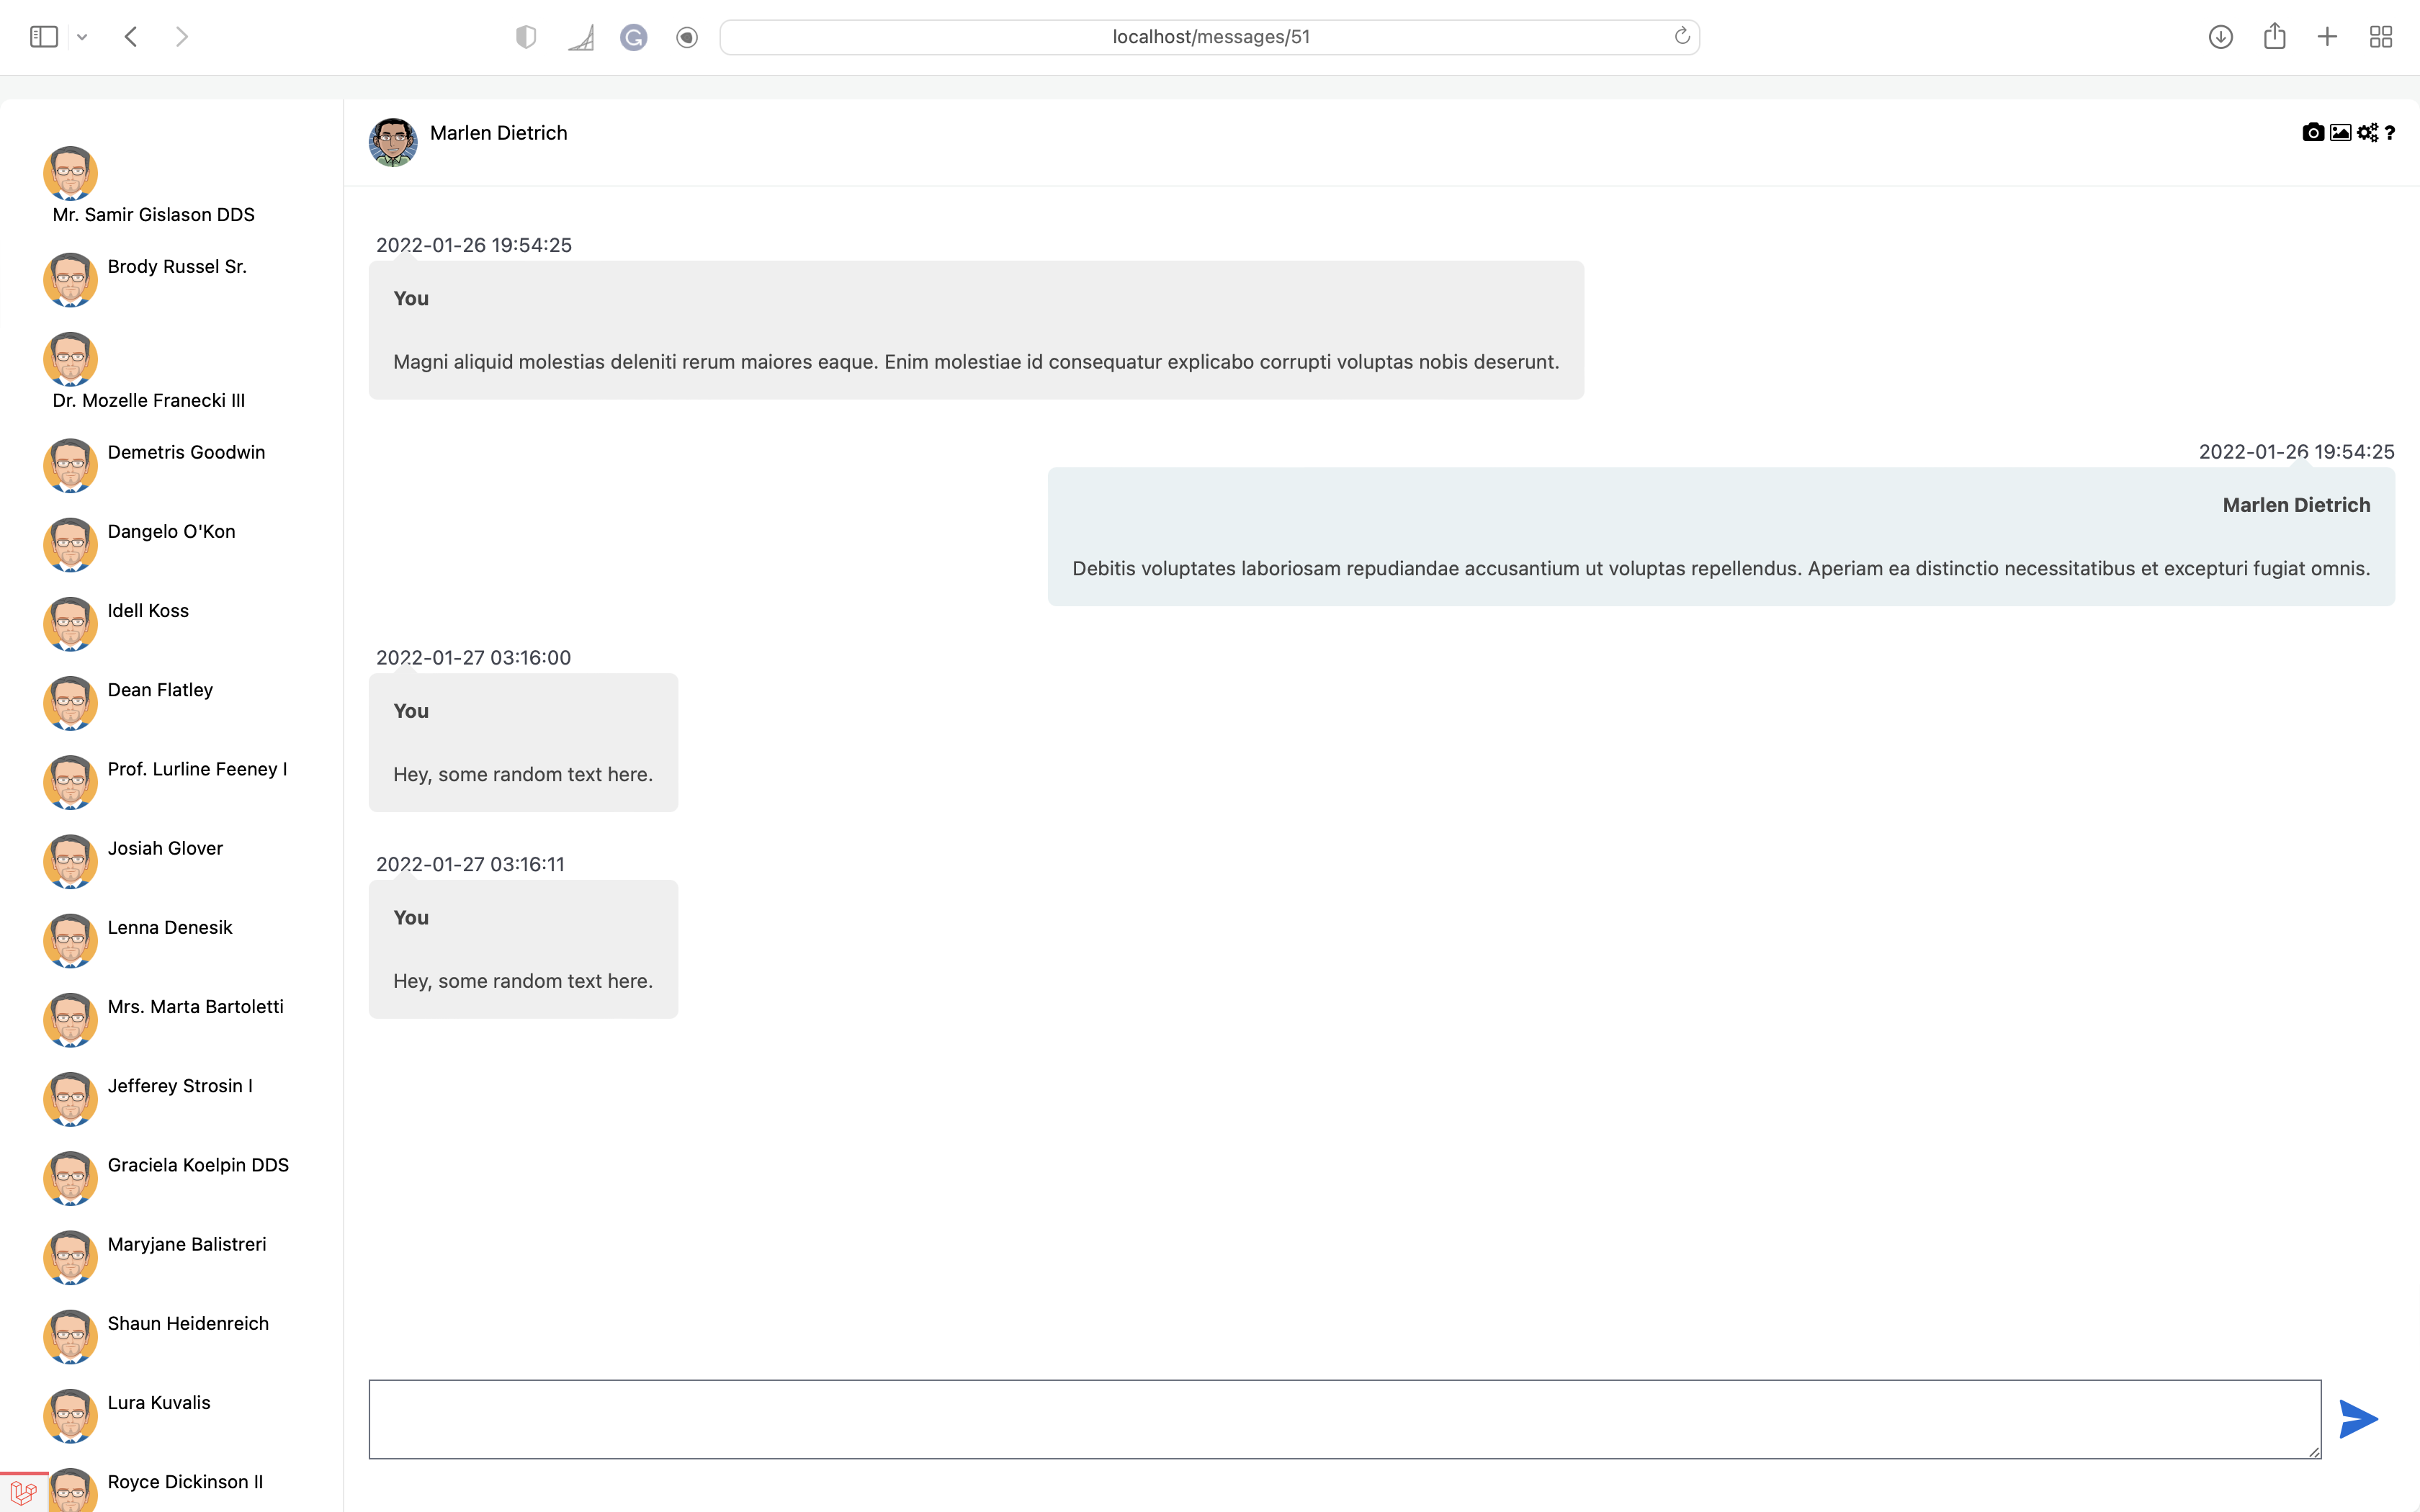 localhost/messages/51
Mr. Samir Gislason DDS
Brody Russel Sr.
Dr. Mozelle Franecki III
Demetris Goodwin
Dangelo O'Kon
Idell Koss
Dean Flatley
Prof. Lurline Feeney I
Josiah Glover
Lenna Denesik
Mrs. Marta Bartoletti
Jefferey Strosin I
Graciela Koelpin DDS
Maryjane Balistreri
Shaun Heidenreich
Lura Kuvalis
Royce Dickinson II
Marlen Dietrich
?
2022-01-26 19:54:25
You
Magni aliquid molestias deleniti rerum maiores eaque. Enim molestiae id consequatur explicabo corrupti voluptas nobis deserunt.
2022-01-26 19:54:25
Marlen Dietrich
Debitis voluptates laboriosam repudiandae accusantium ut voluptas repellendus. Aperiam ea distinctio necessitatibus et excepturi fugiat omnis.
2022-01-27 03:16:00
You
Hey, some random text here.
2022-01-27 03:16:11
You
Hey, some random text here.